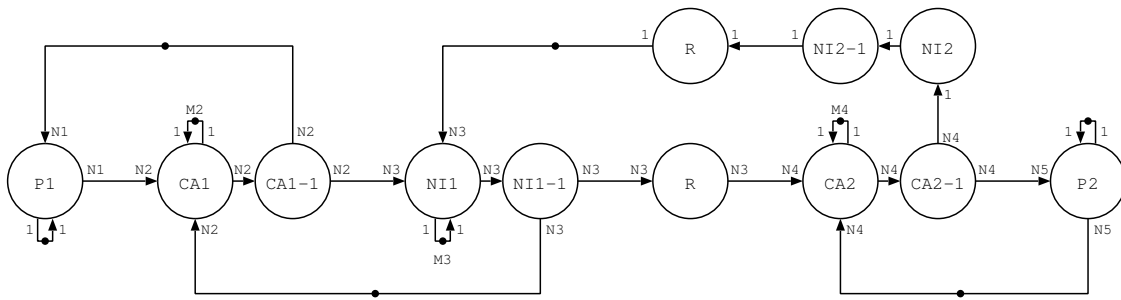 1 R 1 1 NI2-1 1 NI2
1
M2 M4
1 1 1 1 1 1
N1 N2 N3 N4
P1 N1 N2 CA1 N2 CA1-1 N2 N3 NI1 N3 NI1-1 N3 N3 R N3 N4 CA2 N4 CA2-1 N4 N5 P2
1 1 N2 1 1 N3 N4 N5
M3